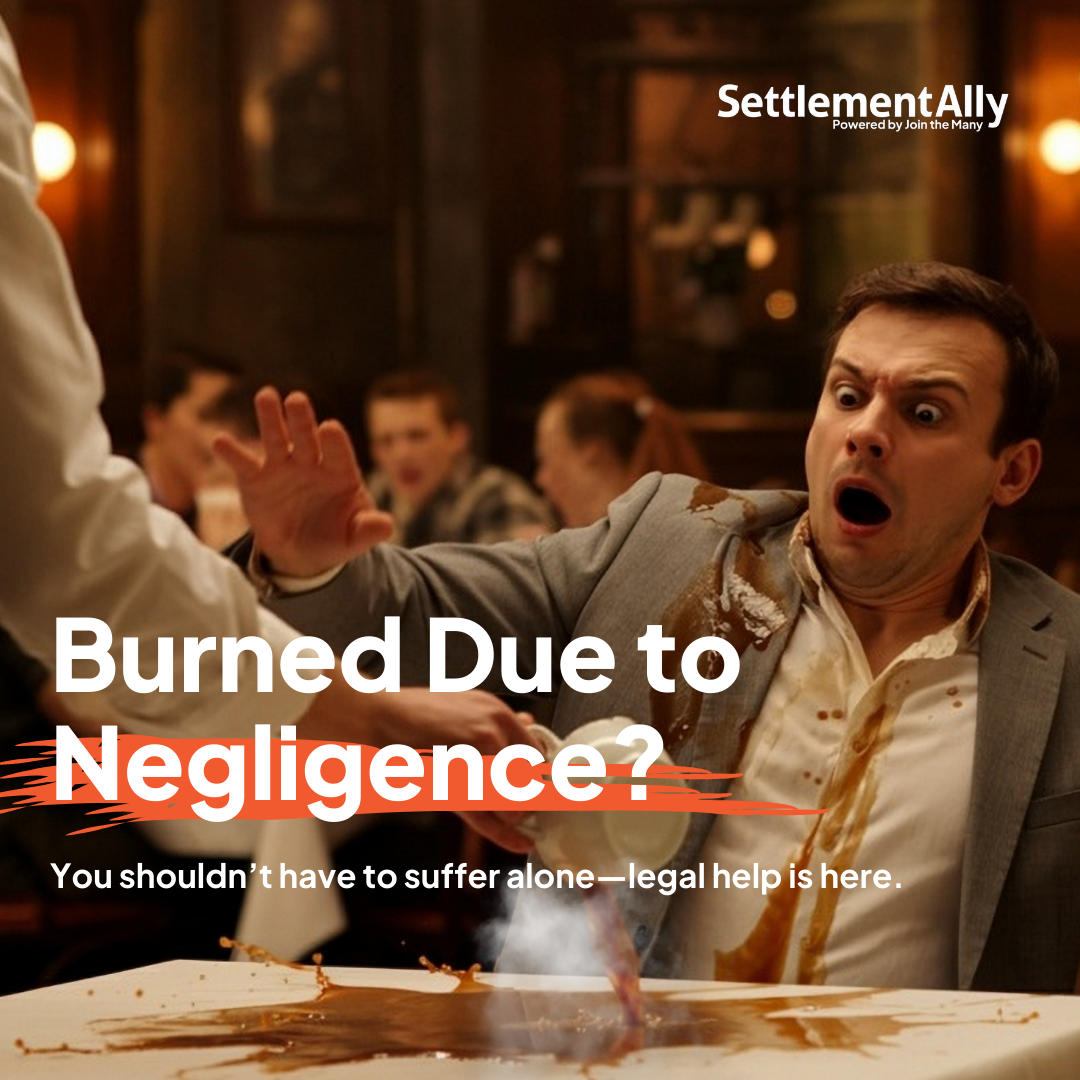 SettlementAlly
Powered by Join the Many
Burned Due to
Negligence?
You shouldn’t have to suffer alone—legal help is here.